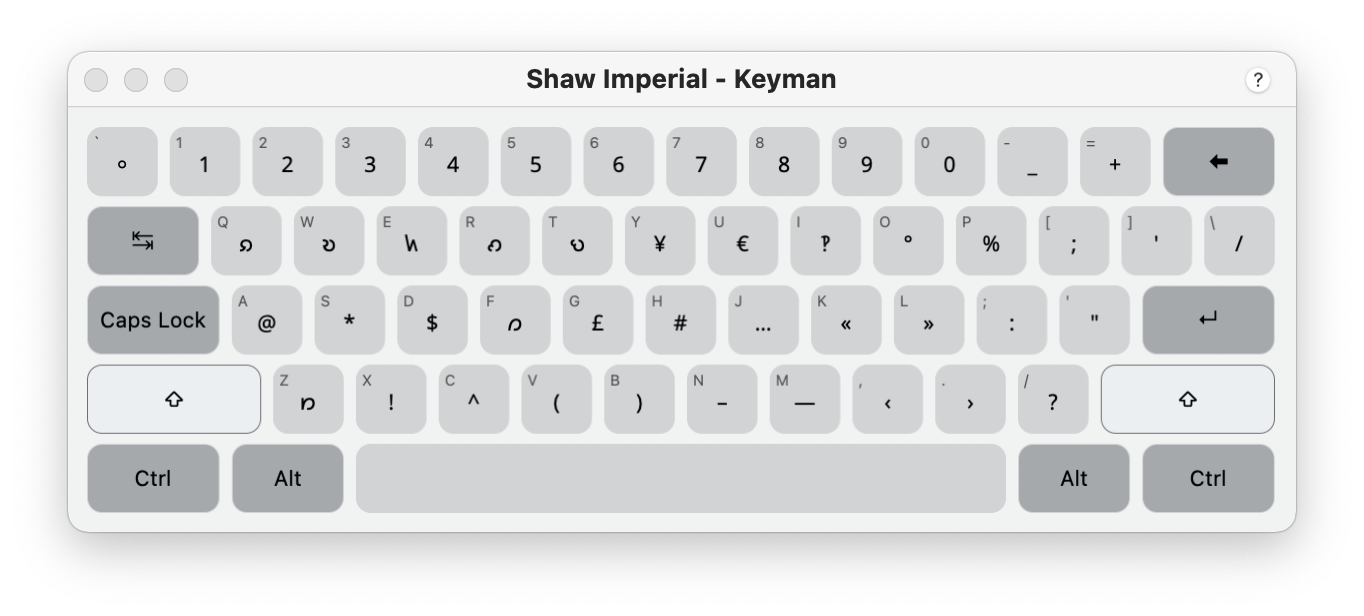 Shaw Imperial - Keyman
?
` ∘ 1 1 2 2 3 3 4 4 5 5 6 6 7 7 8 8 9 9 0 0 - _ = +
Q 𐑸 W 𐑹 E 𐑿 R 𐑺 T 𐑻 Y ¥ U € I ‽ O ° P % [ ; ] ' \ /
Caps Lock A @ S * D $ F 𐑼 G £ H # J … K « L » ; : ' "
Z 𐑽 X ! C ^ V ( B ) N – M — , ‹ . › / ?
Ctrl Alt Alt Ctrl